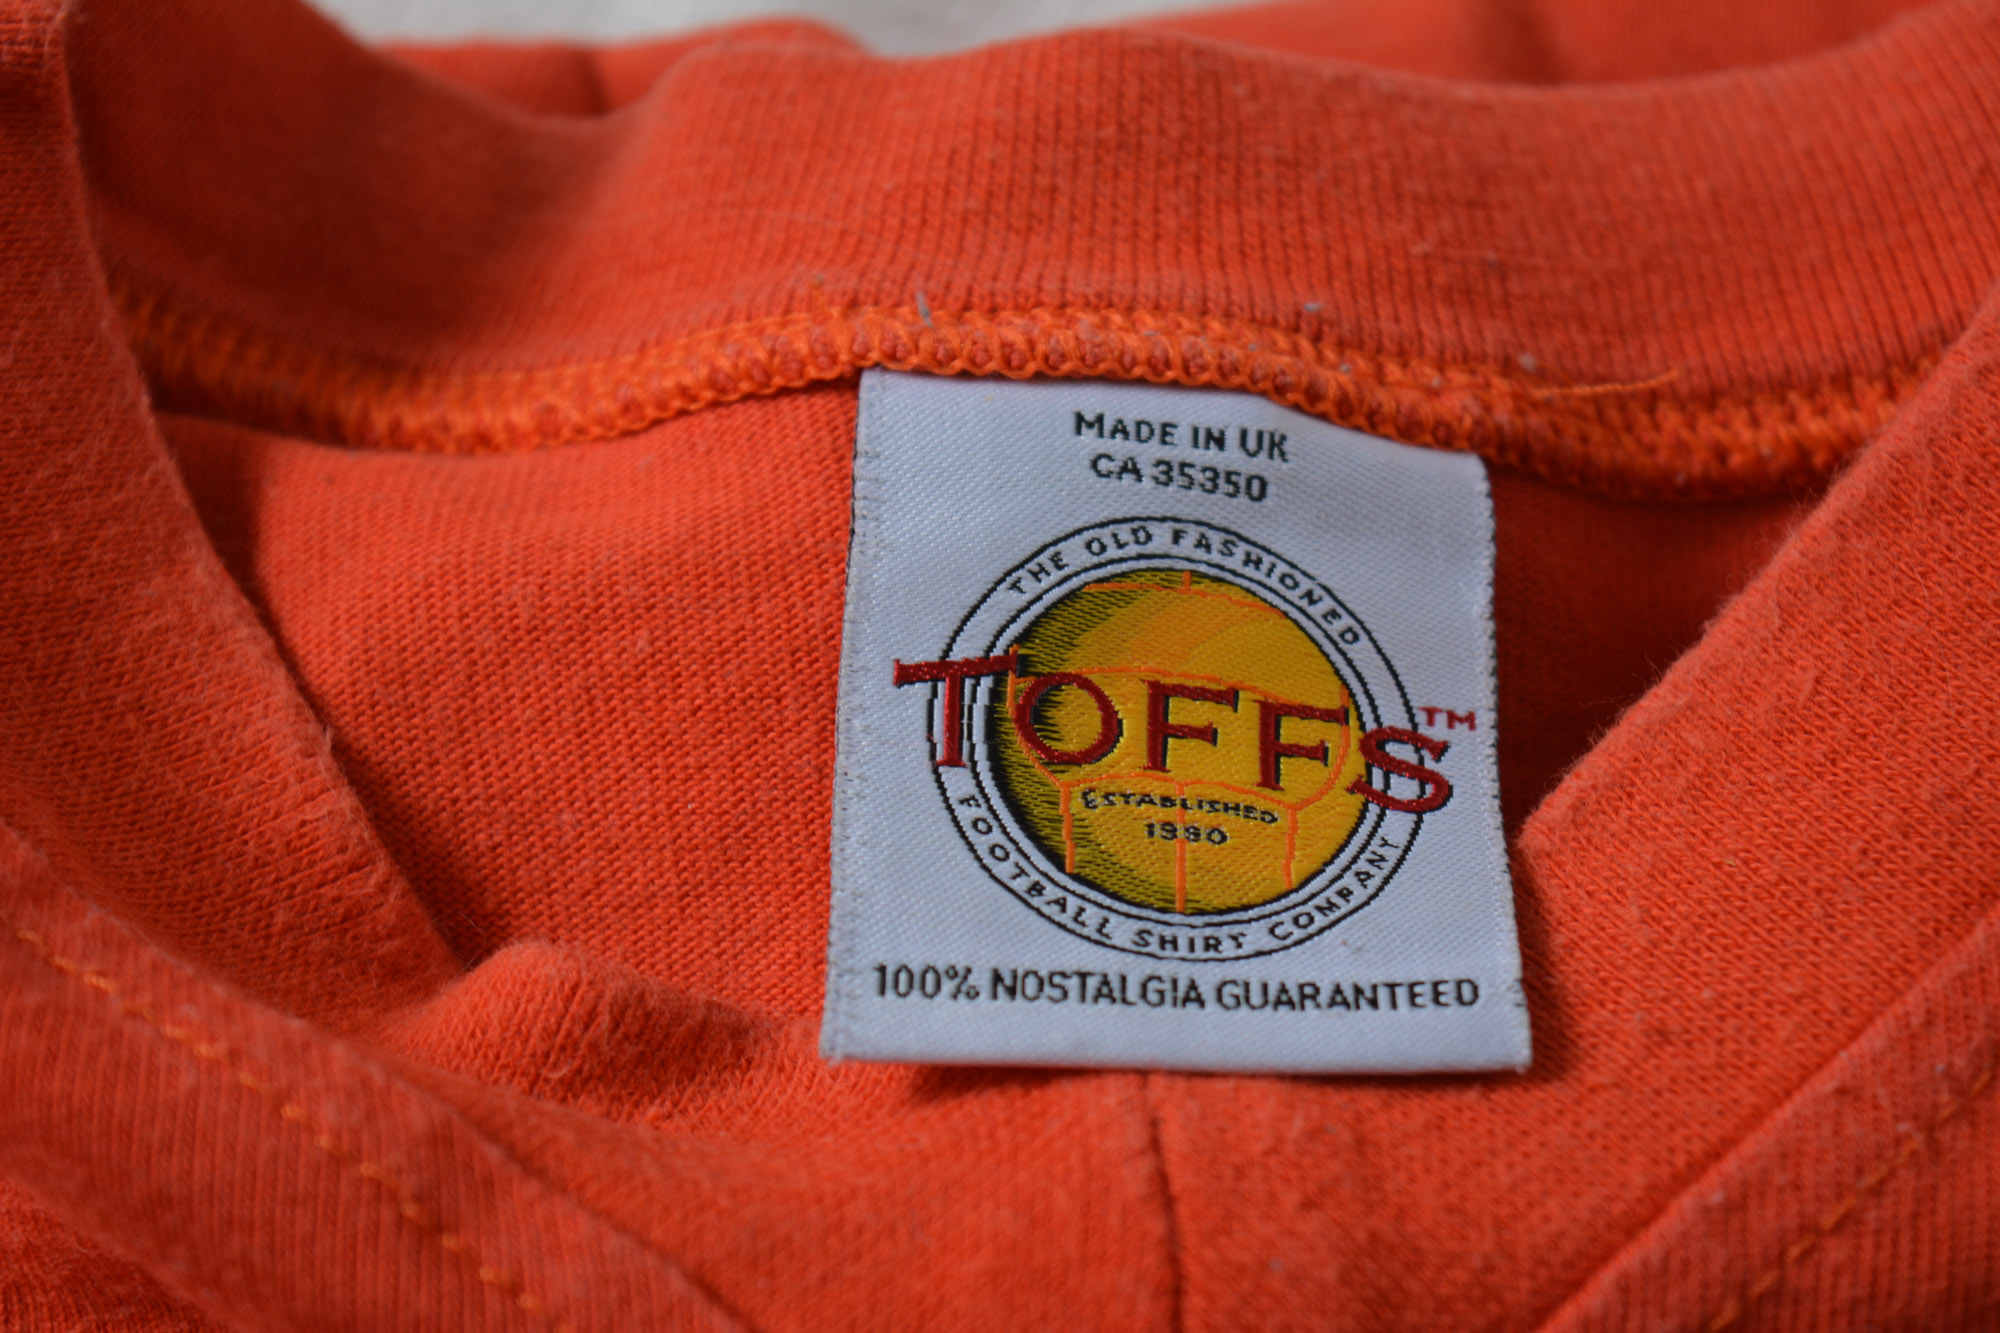 MADE IN UK
CA 35350
THE OLD FASHIONED
TOFFS™
ESTABLISHED
1990
FOOTBALL SHIRT COMPANY
100% NOSTALGIA GUARANTEED